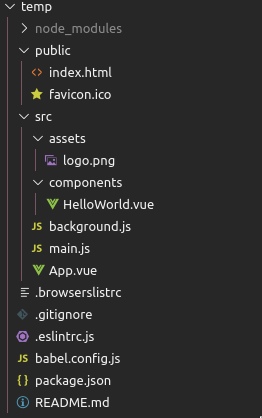 temp
node_modules
public
index.html
favicon.ico
src
assets
logo.png
components
HelloWorld.vue
JS background.js
JS main.js
App.vue
.browserslistrc
.gitignore
.eslintrc.js
babel.config.js
{ } package.json
README.md